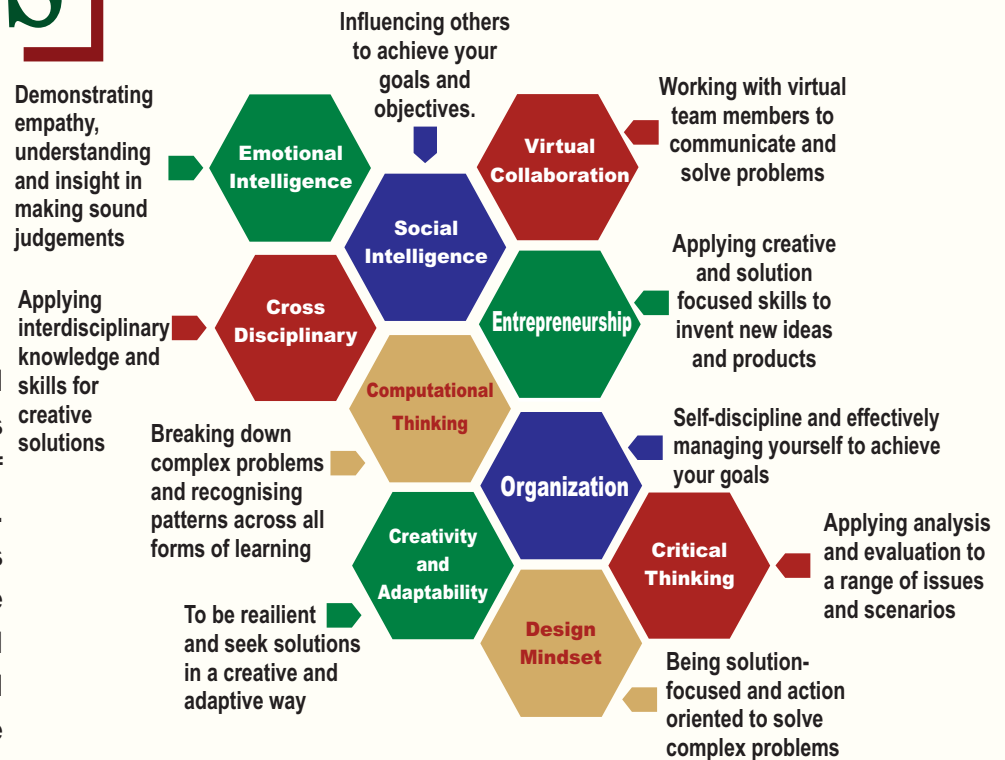 Influencing others
to achieve your
goals and
objectives.
Demonstrating
empathy,
understanding
and insight in
making sound
judgements
Emotional
Intelligence
Social
Intelligence
Virtual
Collaboration
Working with virtual
team members to
communicate and
solve problems
Applying
interdisciplinary
knowledge and
skills for
creative
solutions
Cross
Disciplinary
Entrepreneurship
Applying creative
and solution
focused skills to
invent new ideas
and products
Computational
Thinking
Breaking down
complex problems
and recognising
patterns across all
forms of learning
Organization
Self-discipline and effectively
managing yourself to achieve
your goals
Creativity
and
Adaptability
To be reailient
and seek solutions
in a creative and
adaptive way
Critical
Thinking
Applying analysis
and evaluation to
a range of issues
and scenarios
Design
Mindset
Being solution-
focused and action
oriented to solve
complex problems